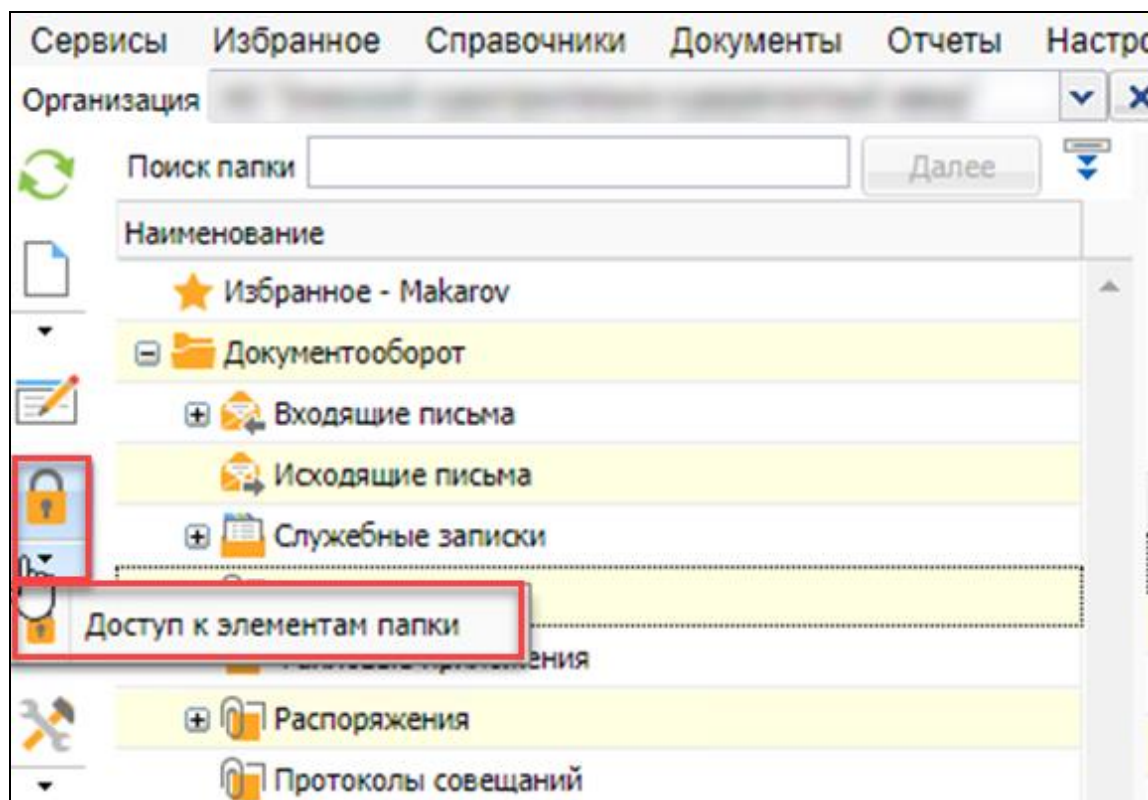 Сервисы Избранное Справочники Документы Отчеты Настро
Организация
Поиск папки Далее
Наименование
Избранное - Makarov
Документооборот
Входящие письма
Исходящие письма
Служебные записки
Доступ к элементам папки
Распоряжения
Протоколы совещаний